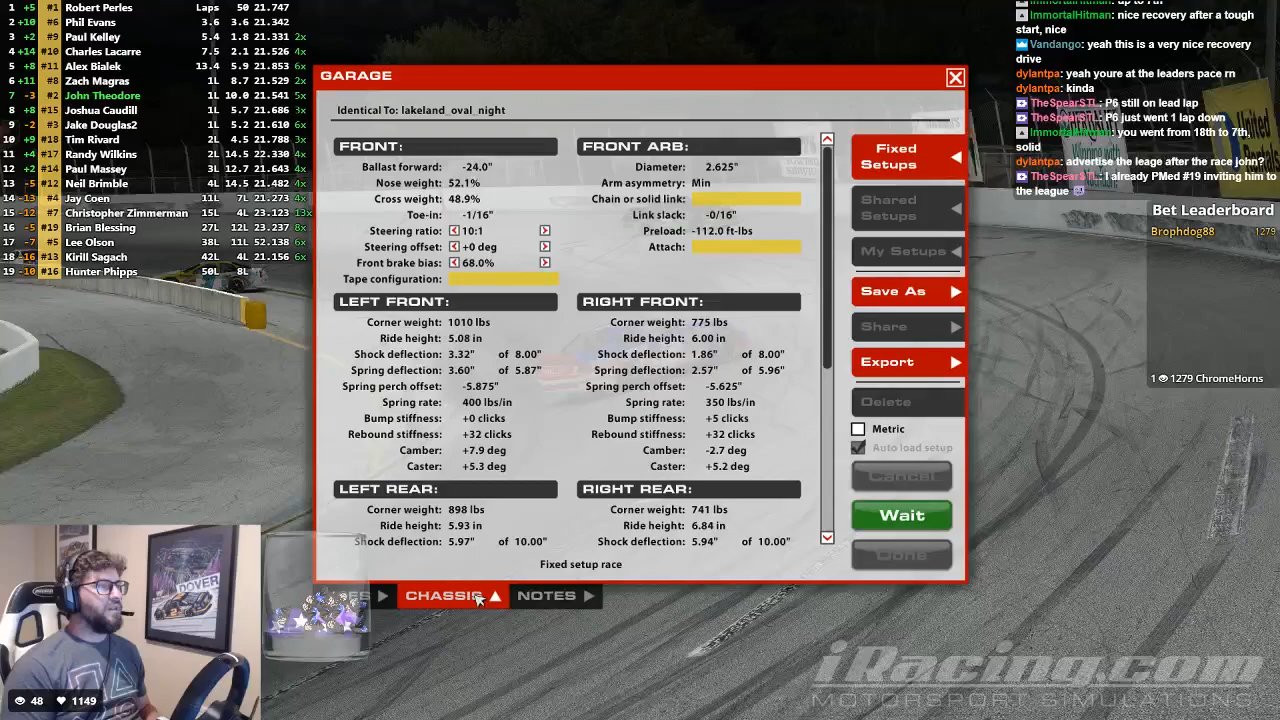 1 +5 #1 Robert Perles Laps 50 21.747
2 +10 #6 Phil Evans 3.6 3.6 21.342
3 +2 #9 Paul Kelley 5.4 1.8 21.331 2x
4 +14 #10 Charles Lacarre 7.5 2.1 21.526 4x
5 +8 #11 Alex Bialek 13.4 5.9 21.853 6x
6 +11 #8 Zach Magras 1L 8.7 21.529 2x
7 -3 #2 John Theodore 1L 10.0 21.541 5x
8 +8 #15 Joshua Caudill 2L 5.7 21.686 3x
9 -2 #3 Jake Douglas2 2L 6.2 21.588 3x
10 +9 #18 Tim Rivard 2L 9.1 21.610 6x
11 +4 #17 Randy Wilkins 2L 14.5 22.330 4x
12 +2 #14 Paul Massey 2L 12.7 21.643 4x
13 -5 #12 Neil Brimble 4L 14.5 21.482 4x
14 -13 #4 Jay Coen 11L 7L 21.273 4x
15 -12 #7 Christopher Zimmerman 15L 4L 23.123 13x
16 -5 #19 Brian Blessing 27L 12L 23.237 8x
17 -7 #5 Lee Olson 38L 11L 52.138 6x
18 -2 #13 Kirill Sagach 42L 4L 21.156 6x
19 -10 #16 Hunter Phipps 50L 8L
nice recovery after a tough
start, nice
Vandango: yeah this is a very nice recovery
drive
dylantpa: yeah youre at the leaders pace rn
dylantpa: kinda
TheSpearSTL: P6 still on lead lap
TheSpearSTL: P6 just went 1 lap down
ImmortalHitman: you went from 18th to 7th,
solid
dylantpa: advertise the leage after the race john?
TheSpearSTL: I already PMed #19 inviting him to
the league
Bet Leaderboard
Brophdog88 1279
1 1279 ChromeHorns
GARAGE
Identical To: lakeland_oval_night
FRONT:
Ballast forward: -24.0"
Nose weight: 52.1%
Cross weight: 48.9%
Toe-in: -1/16"
Steering ratio: 10:1
Steering offset: +0 deg
Front brake bias: 68.0%
Tape configuration:
FRONT ARB:
Diameter: 2.625"
Arm asymmetry: Min
Chain or solid link:
Link slack: -0/16"
Preload: -112.0 ft-lbs
Attach:
LEFT FRONT:
Corner weight: 1010 lbs
Ride height: 5.08 in
Shock deflection: 3.32" of 8.00"
Spring deflection: 3.60" of 5.87"
Spring perch offset: -5.875"
Spring rate: 400 lbs/in
Bump stiffness: +0 clicks
Rebound stiffness: +32 clicks
Camber: +7.9 deg
Caster: +5.3 deg
RIGHT FRONT:
Corner weight: 775 lbs
Ride height: 6.00 in
Shock deflection: 1.86" of 8.00"
Spring deflection: 2.57" of 5.96"
Spring perch offset: -5.625"
Spring rate: 350 lbs/in
Bump stiffness: +5 clicks
Rebound stiffness: +32 clicks
Camber: -2.7 deg
Caster: +5.2 deg
LEFT REAR:
Corner weight: 898 lbs
Ride height: 5.93 in
Shock deflection: 5.97" of 10.00"
RIGHT REAR:
Corner weight: 741 lbs
Ride height: 6.84 in
Shock deflection: 5.94" of 10.00"
Fixed setup race
Fixed
Setups
Shared
Setups
My Setups
Save As
Share
Export
Delete
Metric
Auto load setup
Cancel
Wait
Done
CHASSIS
NOTES
DOVER
48 1149
iRacing.com
MOTORSPORT SIMULATIONS